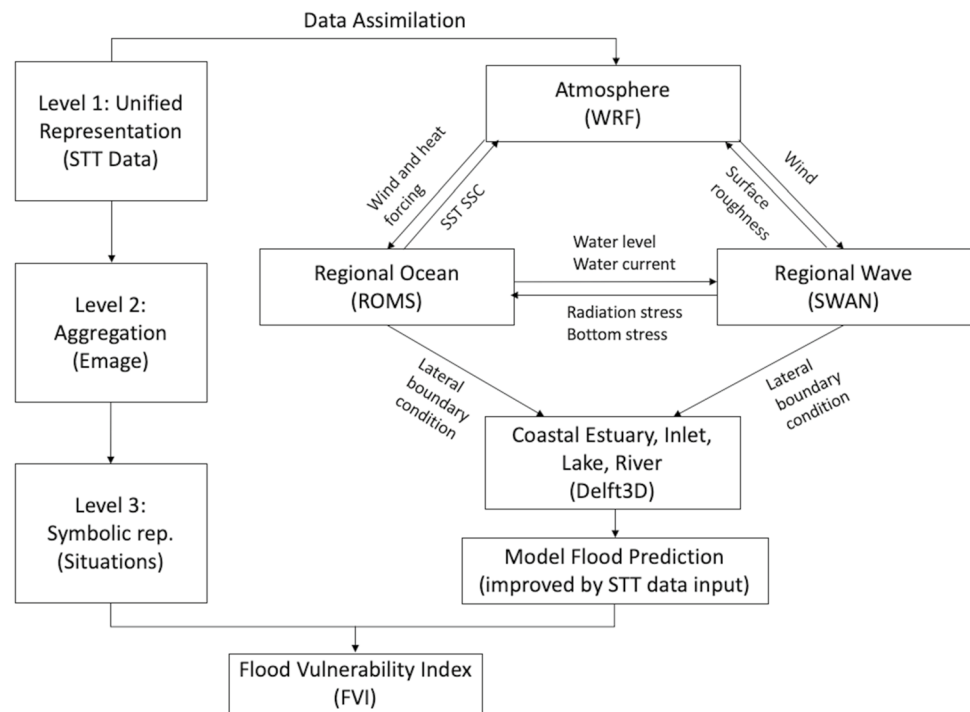 Data Assimilation
Level 1: Unified
Representation
(STT Data)
Atmosphere
(WRF)
Wind and heat
forcing
SST SSC
Wind
Surface
roughness
Level 2:
Aggregation
(Emage)
Regional Ocean
(ROMS)
Water level
Water current
Radiation stress
Bottom stress
Regional Wave
(SWAN)
Lateral
boundary
condition
Lateral
boundary
condition
Coastal Estuary, Inlet,
Lake, River
(Delft3D)
Level 3:
Symbolic rep.
(Situations)
Model Flood Prediction
(improved by STT data input)
Flood Vulnerability Index
(FVI)